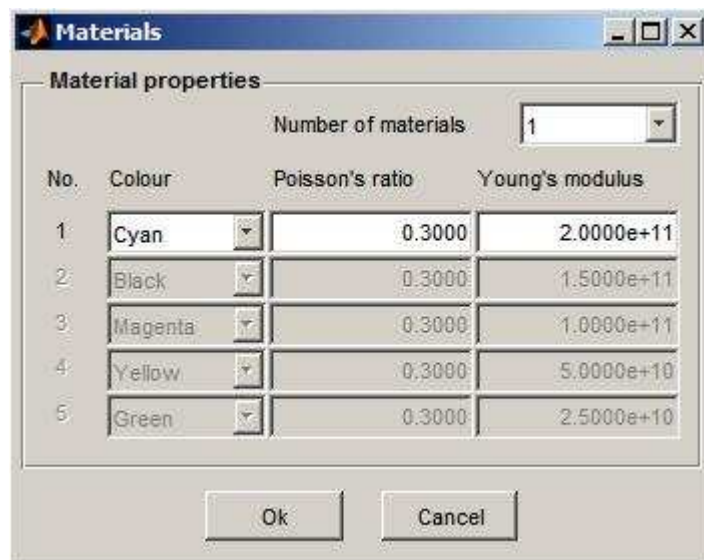 Materials
Material properties
Number of materials 1
No. Colour Poisson's ratio Young's modulus
1 Cyan 0.3000 2.0000e+11
2 Black 0.3000 1.5000e+11
3 Magenta 0.3000 1.0000e+11
4 Yellow 0.3000 5.0000e+10
5 Green 0.3000 2.5000e+10
Ok Cancel